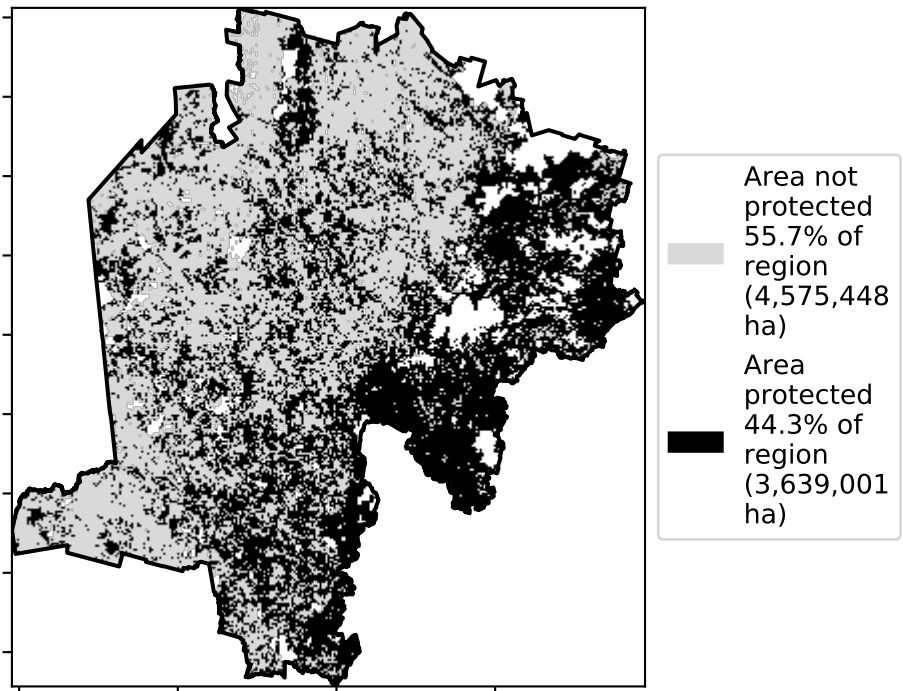 Area not
protected
55.7% of
region
(4,575,448
ha)
Area
protected
44.3% of
region
(3,639,001
ha)